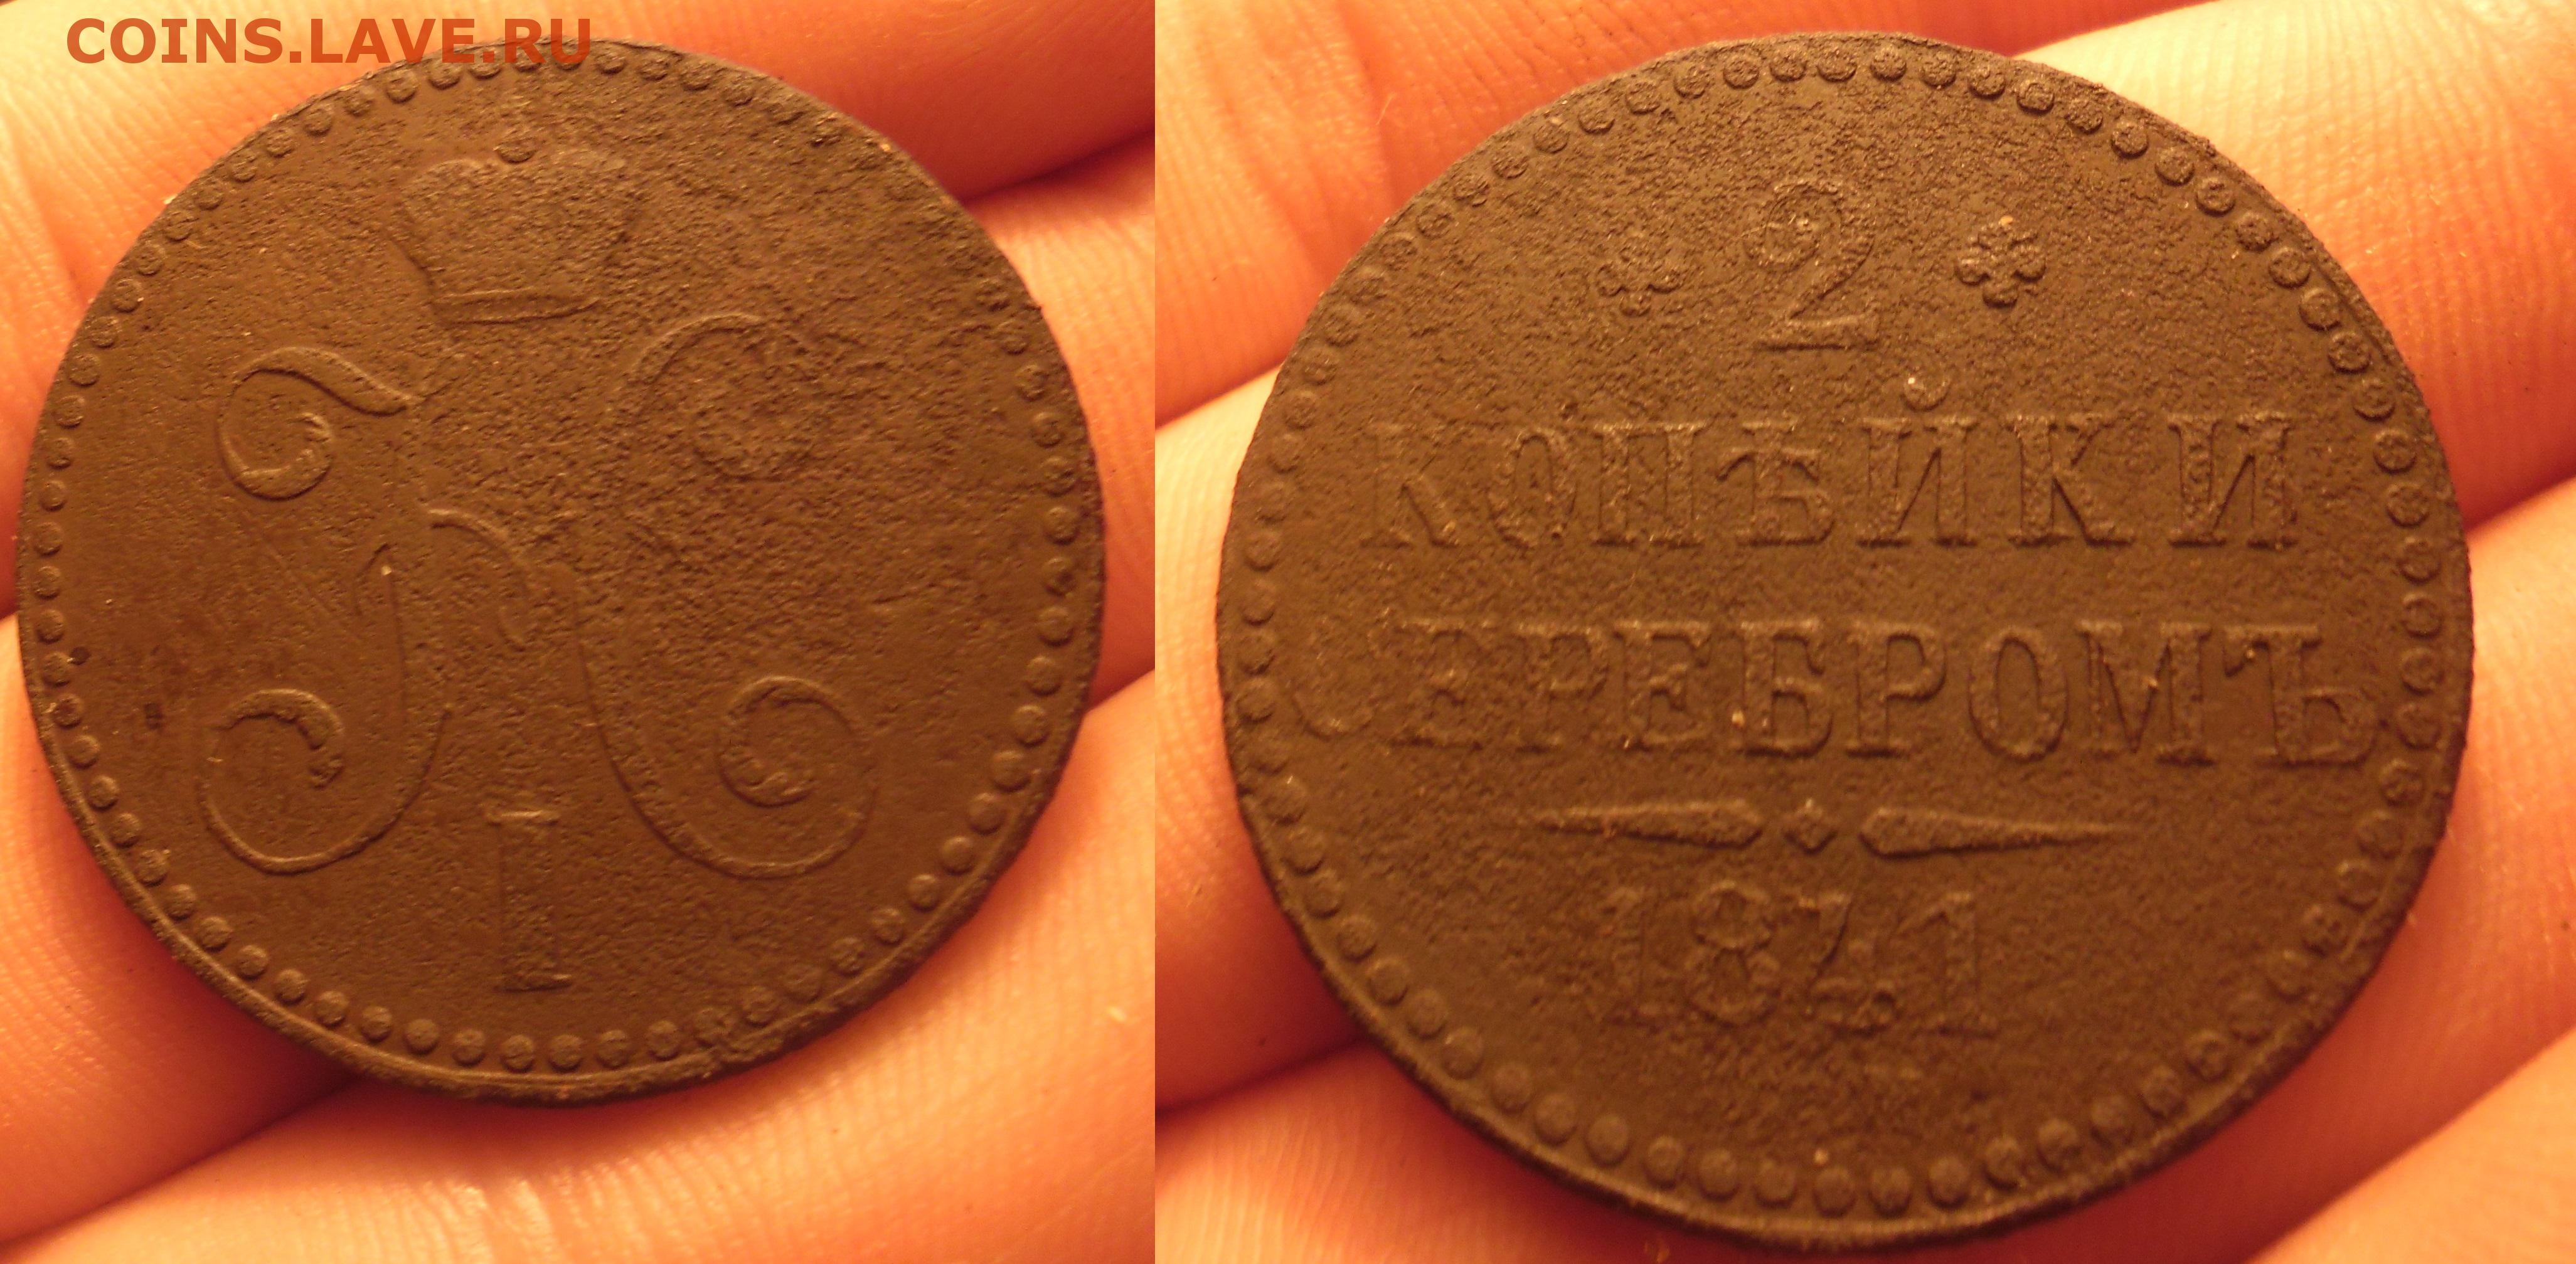 COINS.LAVE.RU
I
2
КОПѢЙКИ
СЕРЕБРОМЪ
1841